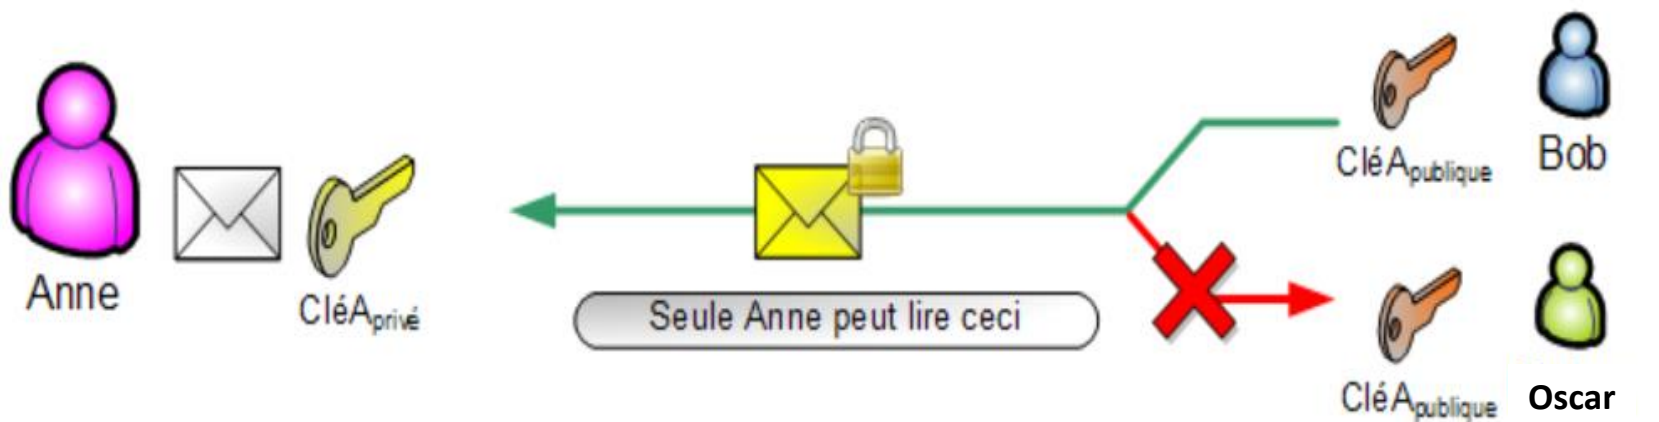 Anne
CléAprivé
Seule Anne peut lire ceci
CléApublique
Bob
CléApublique
Oscar